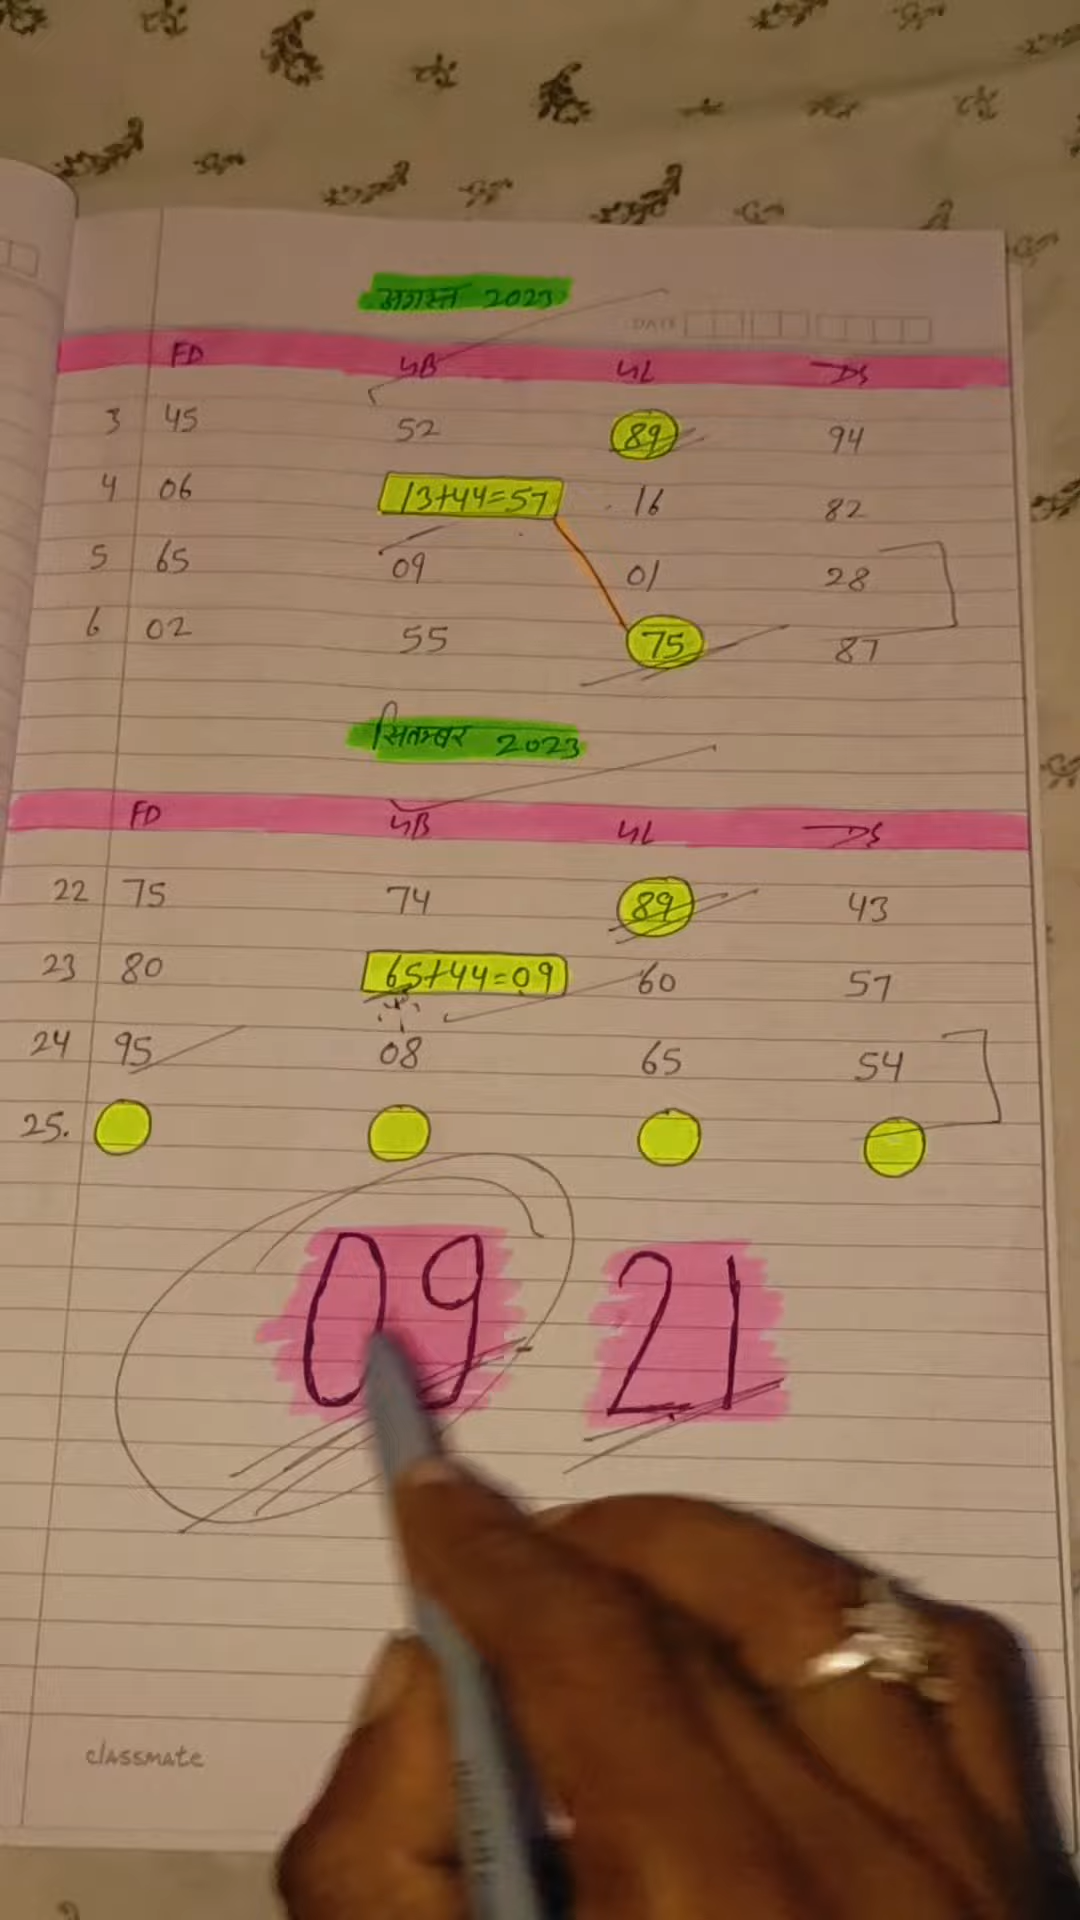 अगस्त 2023
DATE
FD GB GL DS
3 45 52 89 94
4 06 13+44=57 16 82
5 65 09 01 28
6 02 55 75 87
सितम्बर 2023
FD GB GL DS
22 75 74 89 43
23 80 65+44=09 60 57
24 95 08 65 54
25.
09 21
classmate